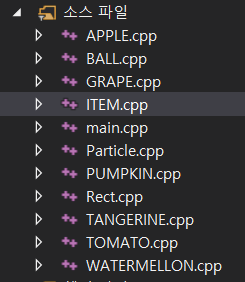 소스 파일
APPLE.cpp
BALL.cpp
GRAPE.cpp
ITEM.cpp
main.cpp
Particle.cpp
PUMPKIN.cpp
Rect.cpp
TANGERINE.cpp
TOMATO.cpp
WATERMELLON.cpp